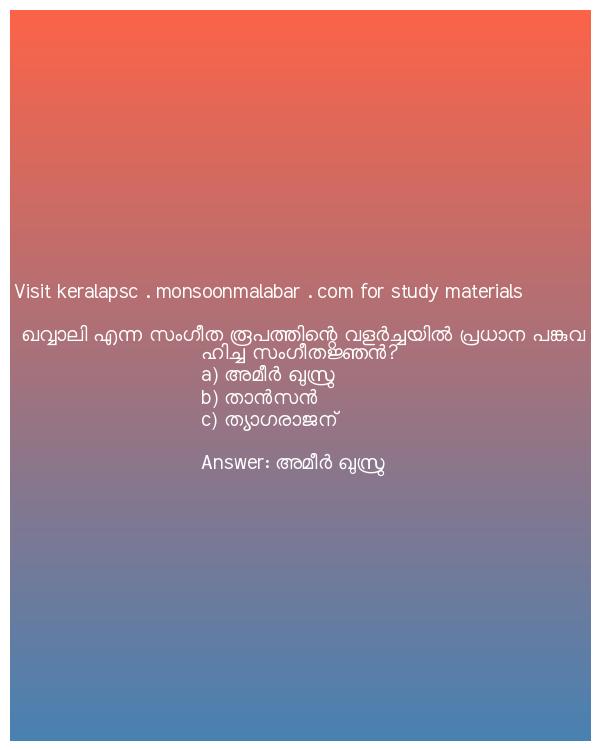 Visit keralapsc . monsoonmalabar . com for study materials
ഖവ്വാലി എന്ന സംഗീത രൂപത്തിന്റെ വളർച്ചയിൽ പ്രധാന പങ്കുവ
ഹിച്ച സംഗീതജ്ഞൻ?
a) അമീർ ഖുസ്രു
b) താൻസൻ
c) ത്യാഗരാജന്
Answer: അമീർ ഖുസ്രു